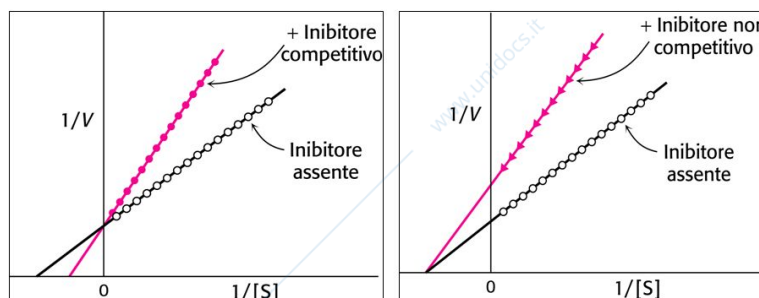 + Inibitore
competitivo
1/V
Inibitore
assente
0
1/[S]
+ Inibitore non
competitivo
1/V
Inibitore
assente
0
1/[S]
www.unidocs.it